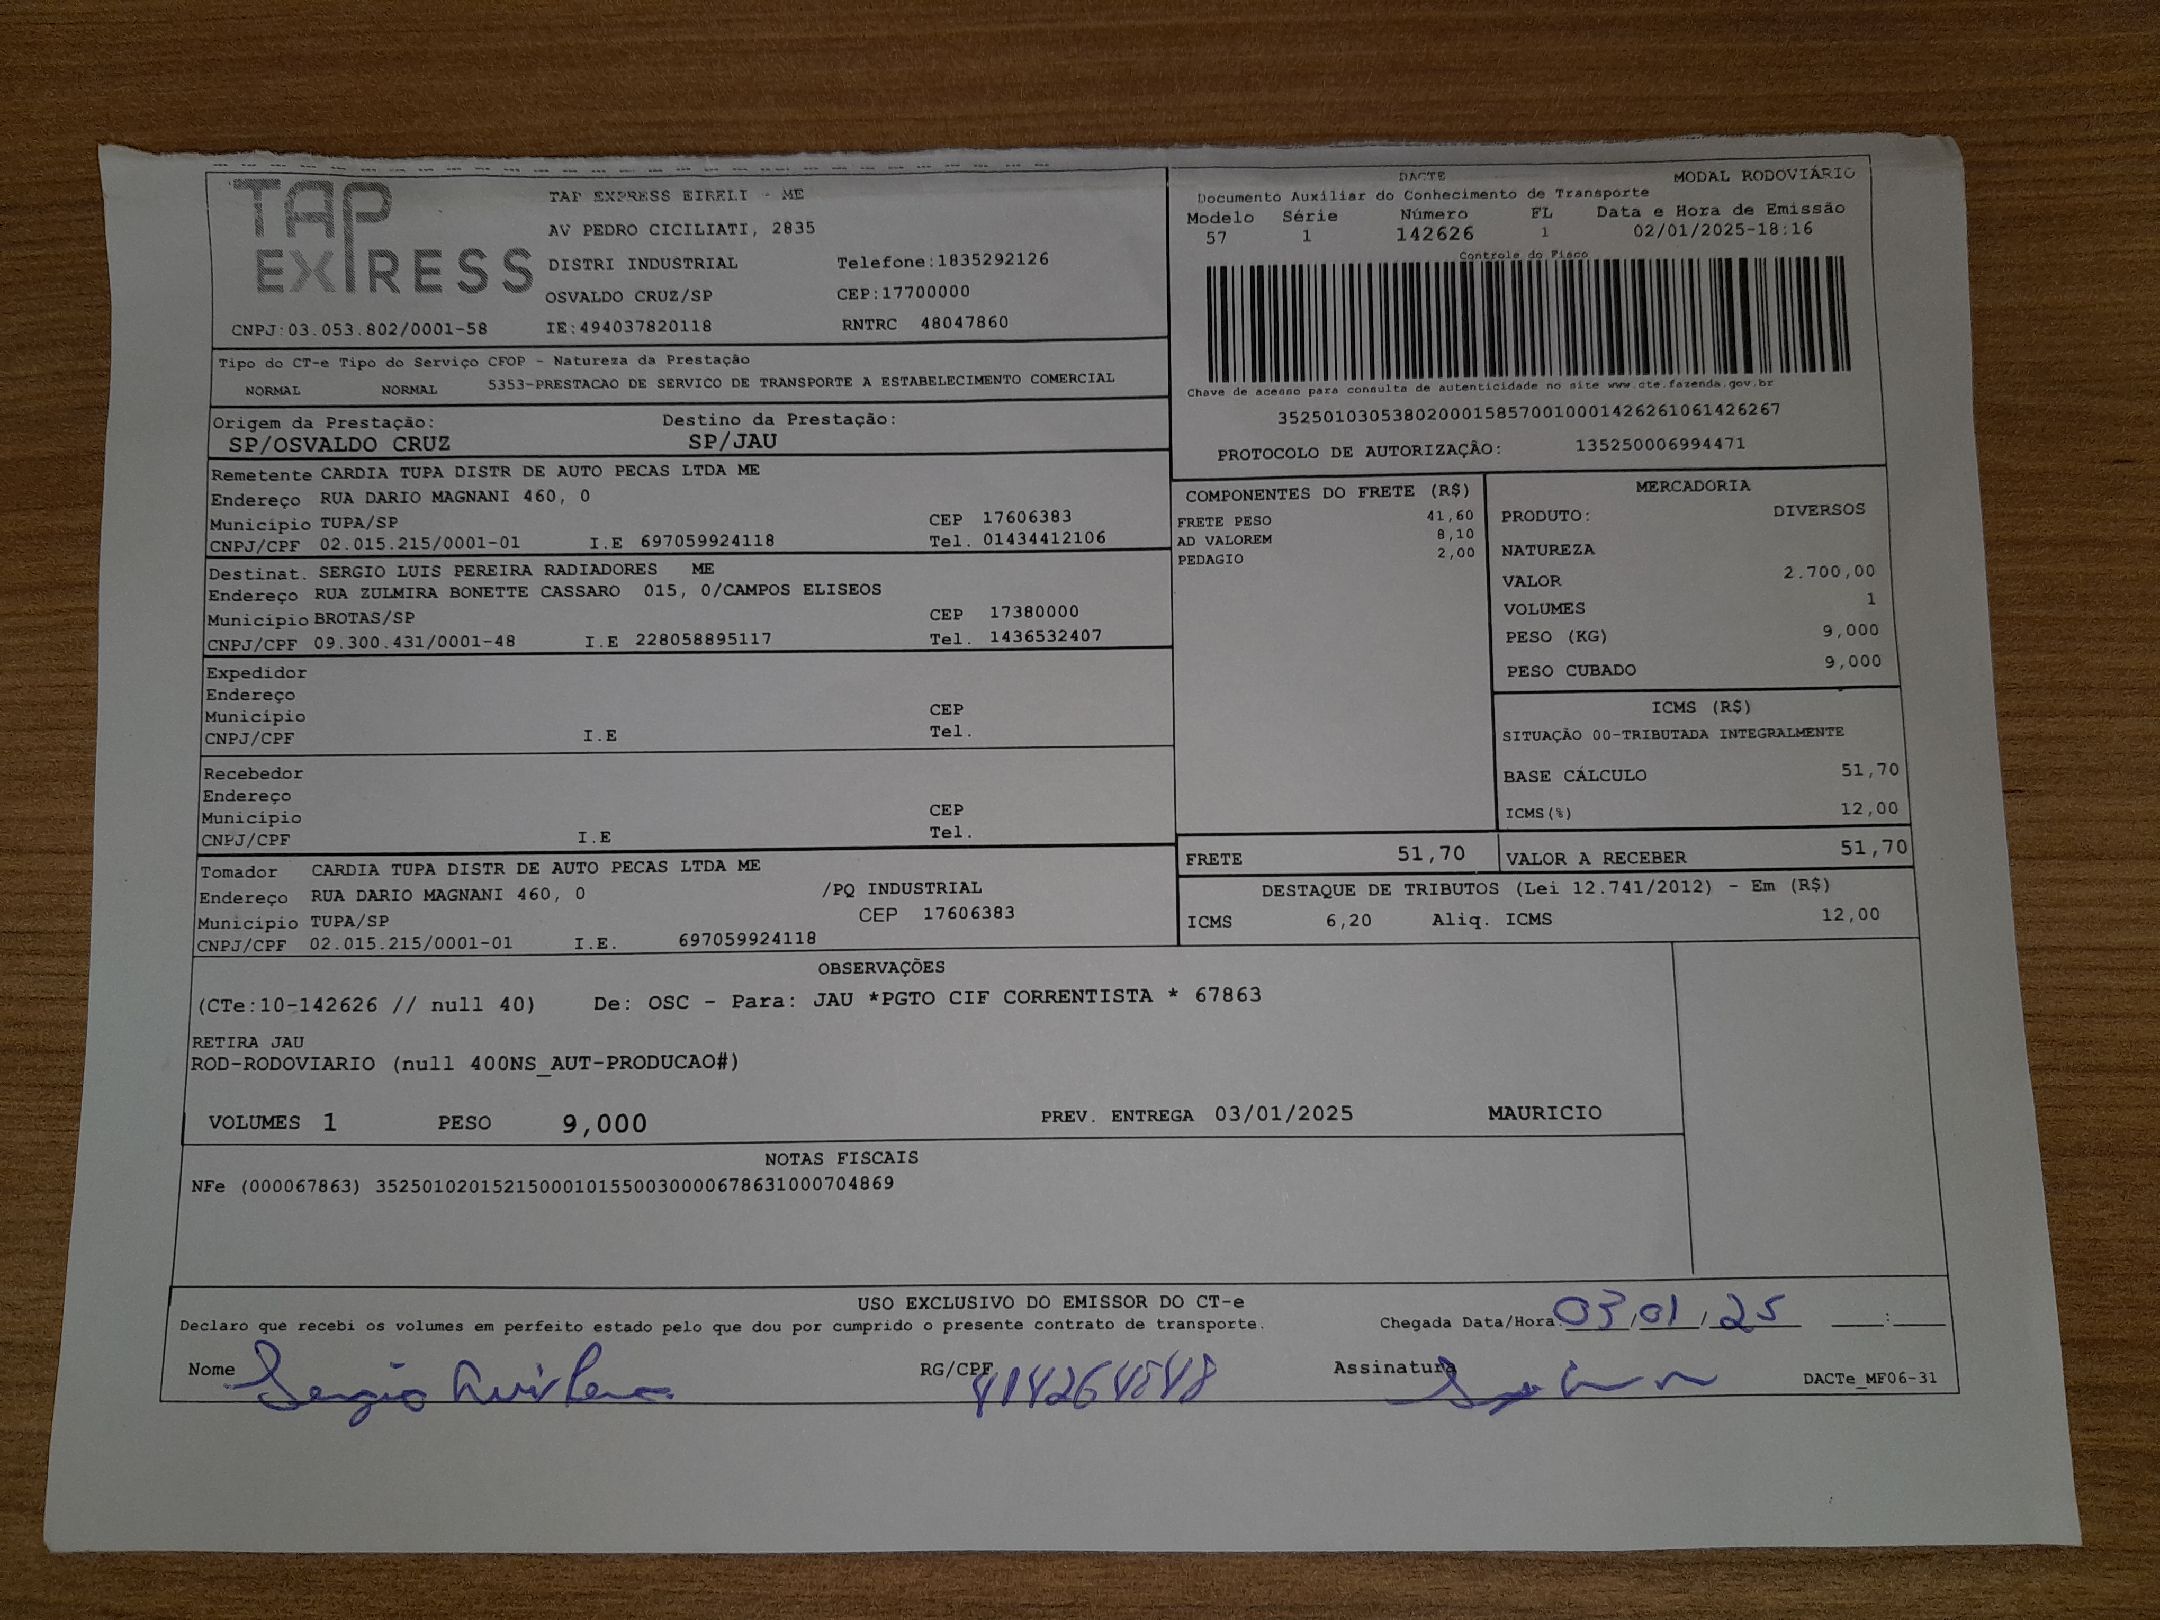 TAP EXPRESS
TAP EXPRESS EIRELI - ME
AV PEDRO CICILIATI, 2835
DISTRI INDUSTRIAL Telefone:1835292126
OSVALDO CRUZ/SP CEP:17700000
CNPJ:03.053.802/0001-58 IE:494037820118 RNTRC 48047860
DACTE MODAL RODOVIÁRIO
Documento Auxiliar do Conhecimento de Transporte
Modelo Série Número FL Data e Hora de Emissão
57 1 142626 1 02/01/2025-18:16
Controle do Fisco
Chave de acesso para consulta de autenticidade no site www.cte.fazenda.gov.br
35250103053802000158570010001426261061426267
PROTOCOLO DE AUTORIZAÇÃO: 135250006994471
Tipo do CT-e Tipo do Serviço CFOP - Natureza da Prestação
NORMAL NORMAL 5353-PRESTACAO DE SERVICO DE TRANSPORTE A ESTABELECIMENTO COMERCIAL
Origem da Prestação: Destino da Prestação:
SP/OSVALDO CRUZ SP/JAU
Remetente CARDIA TUPA DISTR DE AUTO PECAS LTDA ME
Endereço RUA DARIO MAGNANI 460, 0
Município TUPA/SP CEP 17606383
CNPJ/CPF 02.015.215/0001-01 I.E 697059924118 Tel. 01434412106
Destinat. SERGIO LUIS PEREIRA RADIADORES ME
Endereço RUA ZULMIRA BONETTE CASSARO 015, 0/CAMPOS ELISEOS
Município BROTAS/SP CEP 17380000
CNPJ/CPF 09.300.431/0001-48 I.E 228058895117 Tel. 1436532407
Expedidor
Endereço
Município CEP
CNPJ/CPF I.E Tel.
Recebedor
Endereço
Município CEP
CNPJ/CPF I.E Tel.
Tomador CARDIA TUPA DISTR DE AUTO PECAS LTDA ME
Endereço RUA DARIO MAGNANI 460, 0 /PQ INDUSTRIAL
Município TUPA/SP CEP 17606383
CNPJ/CPF 02.015.215/0001-01 I.E. 697059924118
COMPONENTES DO FRETE (R$)
FRETE PESO 41,60
AD VALOREM 8,10
PEDAGIO 2,00
MERCADORIA
PRODUTO: DIVERSOS
NATUREZA
VALOR 2.700,00
VOLUMES 1
PESO (KG) 9,000
PESO CUBADO 9,000
ICMS (R$)
SITUAÇÃO 00-TRIBUTADA INTEGRALMENTE
BASE CÁLCULO 51,70
ICMS(%) 12,00
FRETE 51,70 VALOR A RECEBER 51,70
DESTAQUE DE TRIBUTOS (Lei 12.741/2012) - Em (R$)
ICMS 6,20 Aliq. ICMS 12,00
OBSERVAÇÕES
(CTe:10-142626 // null 40) De: OSC - Para: JAU *PGTO CIF CORRENTISTA * 67863
RETIRA JAU
ROD-RODOVIARIO (null 400NS_AUT-PRODUCAO#)
VOLUMES 1 PESO 9,000 PREV. ENTREGA 03/01/2025 MAURICIO
NOTAS FISCAIS
NFe (000067863) 35250102015215000101550030000678631000704869
USO EXCLUSIVO DO EMISSOR DO CT-e
Declaro que recebi os volumes em perfeito estado pelo que dou por cumprido o presente contrato de transporte. Chegada Data/Hora: 03/01/25 :
Nome Sergio RG/CPF Assinatura DACTe_MF06-31